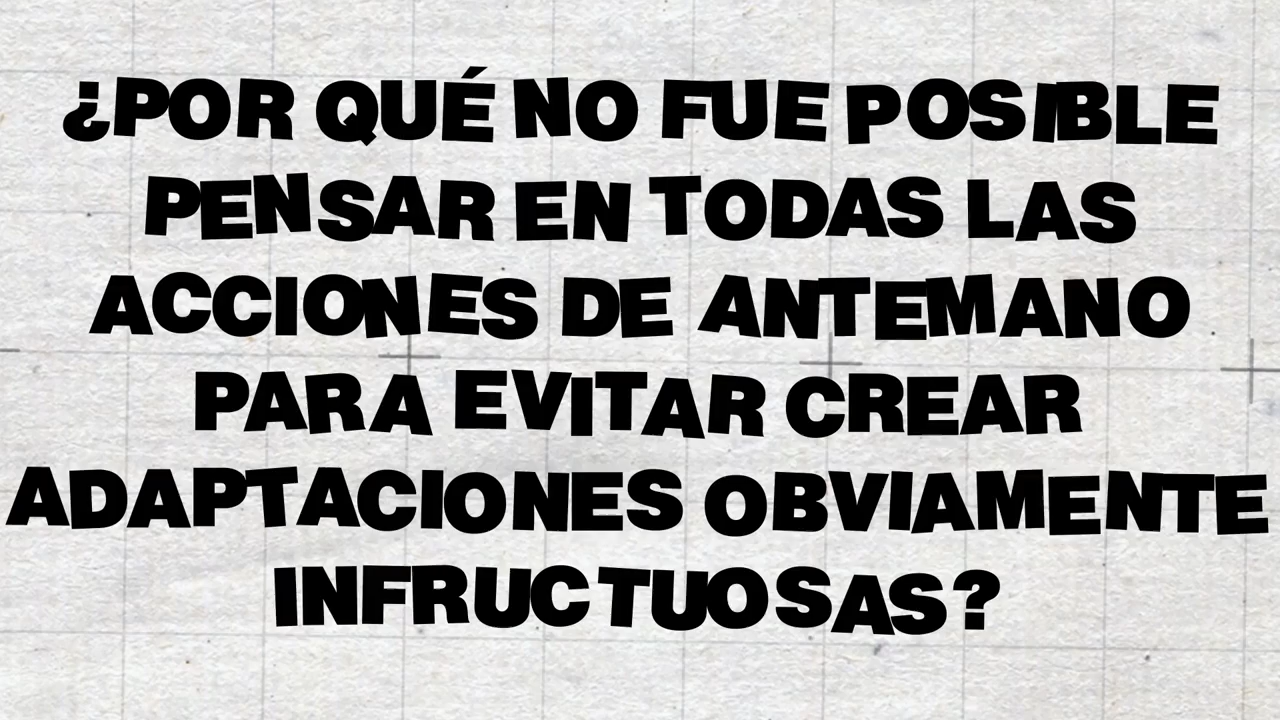 ¿POR QUÉ NO FUE POSIBLE
PENSAR EN TODAS LAS
ACCIONES DE ANTEMANO
PARA EVITAR CREAR
ADAPTACIONES OBVIAMENTE
INFRUCTUOSAS?